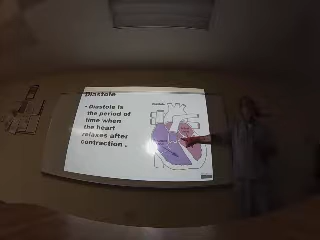 Diastole
- Diastole is
the period of
time when
the heart
relaxes after
contraction .